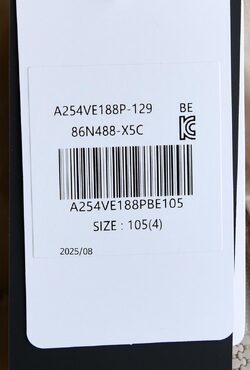 A254VE188P-129 BE
86N488-X5C
A254VE188PBE105
SIZE : 105(4)
2025/08